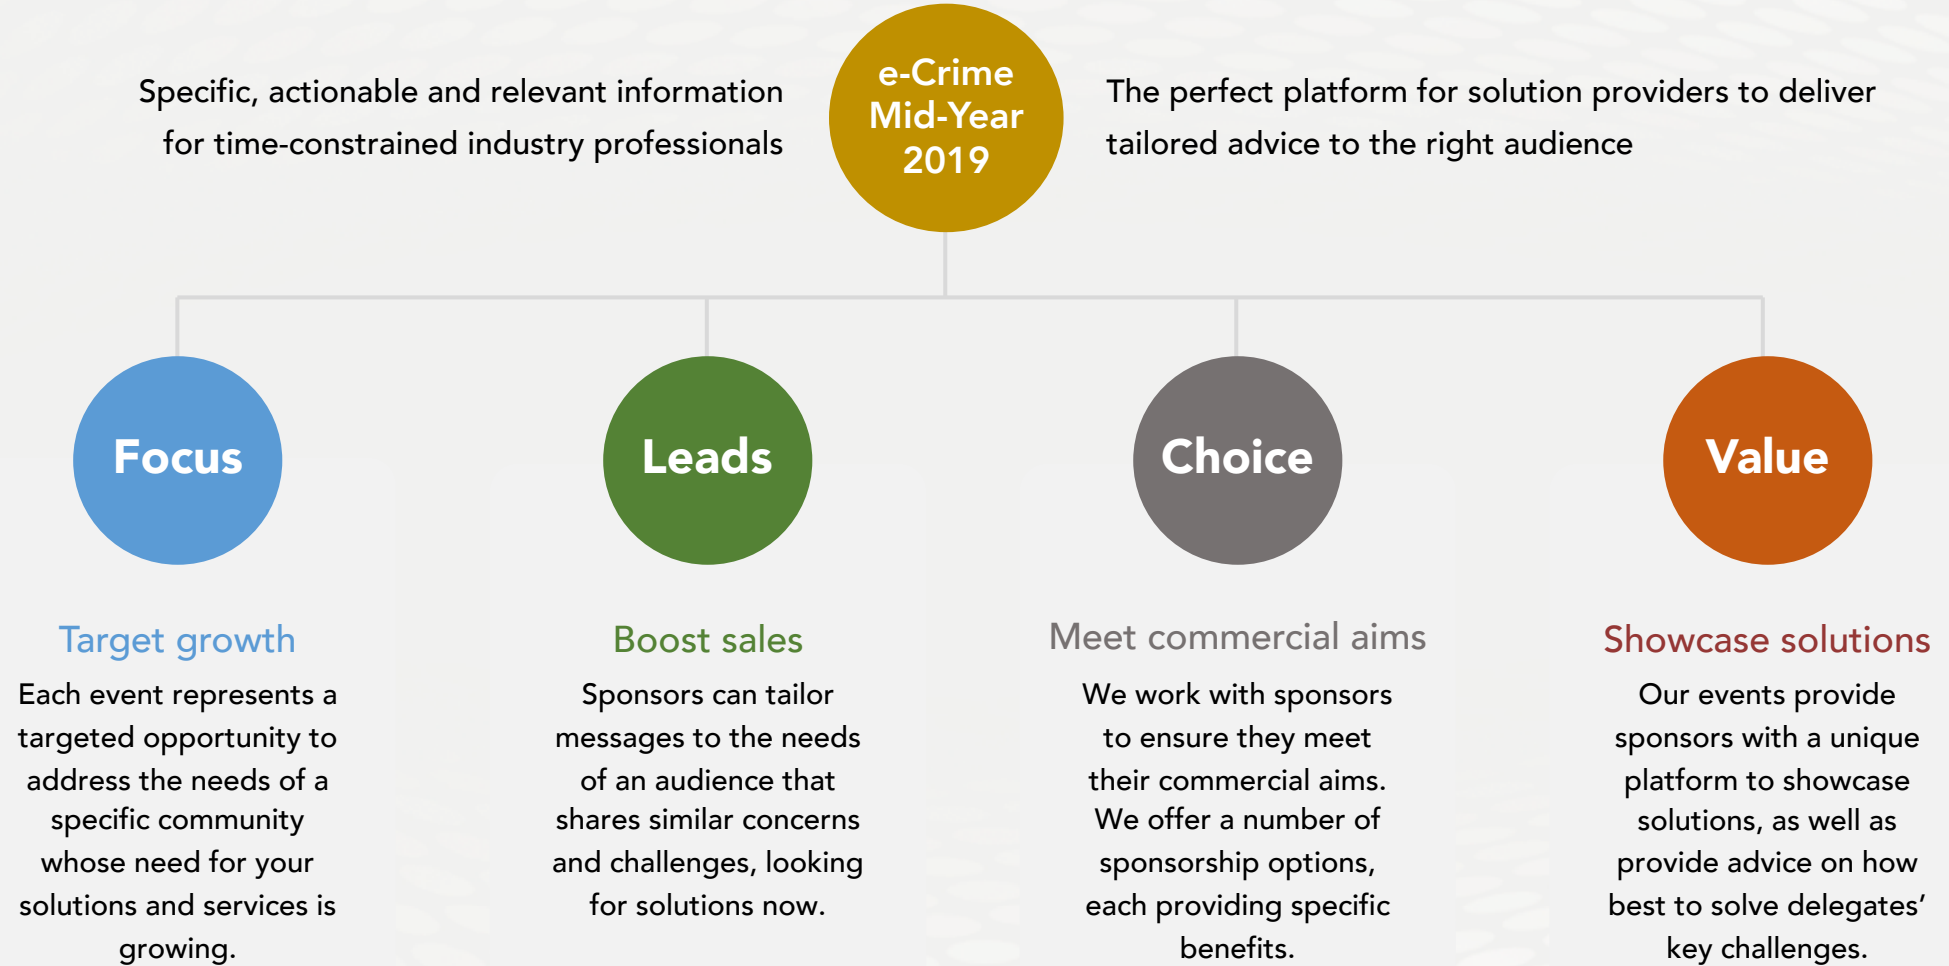 Specific, actionable and relevant information
for time-constrained industry professionals
e-Crime
Mid-Year
2019
The perfect platform for solution providers to deliver
tailored advice to the right audience
Focus
Target growth
Each event represents a
targeted opportunity to
address the needs of a
specific community
whose need for your
solutions and services is
growing.
Leads
Boost sales
Sponsors can tailor
messages to the needs
of an audience that
shares similar concerns
and challenges, looking
for solutions now.
Choice
Meet commercial aims
We work with sponsors
to ensure they meet
their commercial aims.
We offer a number of
sponsorship options,
each providing specific
benefits.
Value
Showcase solutions
Our events provide
sponsors with a unique
platform to showcase
solutions, as well as
provide advice on how
best to solve delegates’
key challenges.